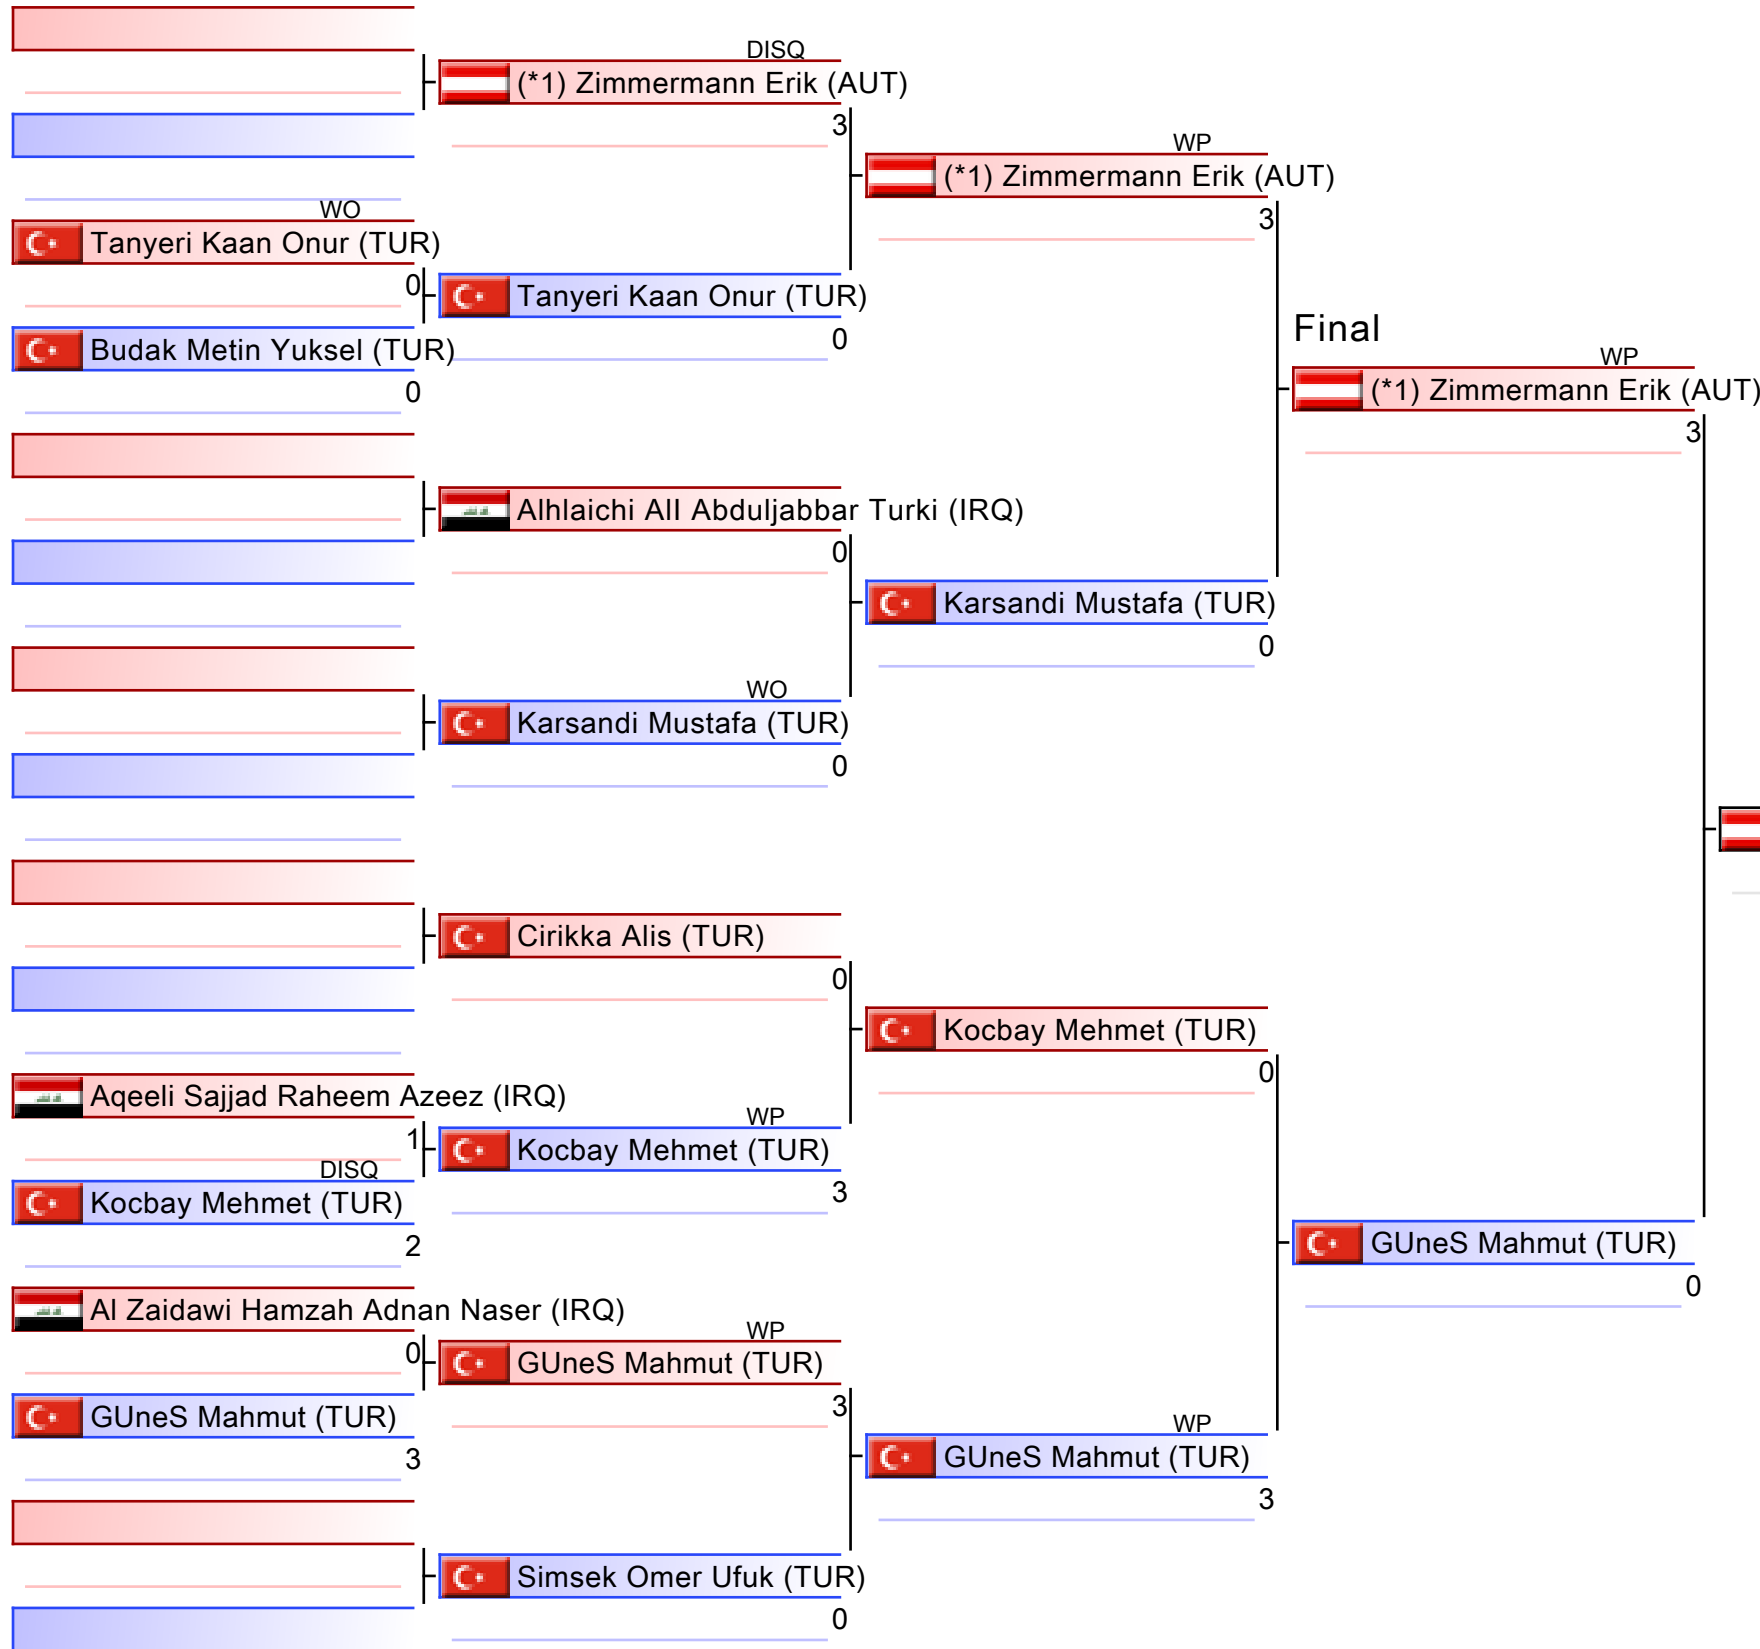 DISQ
(*1) Zimmermann Erik (AUT)
3
WP
(*1) Zimmermann Erik (AUT)
3
WO
Tanyeri Kaan Onur (TUR)
0
Tanyeri Kaan Onur (TUR)
0
Budak Metin Yuksel (TUR)
0
Final
WP
(*1) Zimmermann Erik (AUT)
3
Alhlaichi All Abduljabbar Turki (IRQ)
0
Karsandi Mustafa (TUR)
0
WO
Karsandi Mustafa (TUR)
0
Cirikka Alis (TUR)
0
Kocbay Mehmet (TUR)
0
Aqeeli Sajjad Raheem Azeez (IRQ)
1
WP
Kocbay Mehmet (TUR)
3
DISQ
Kocbay Mehmet (TUR)
2
GUneS Mahmut (TUR)
0
Al Zaidawi Hamzah Adnan Naser (IRQ)
0
WP
GUneS Mahmut (TUR)
3
GUneS Mahmut (TUR)
3
WP
GUneS Mahmut (TUR)
3
Simsek Omer Ufuk (TUR)
0